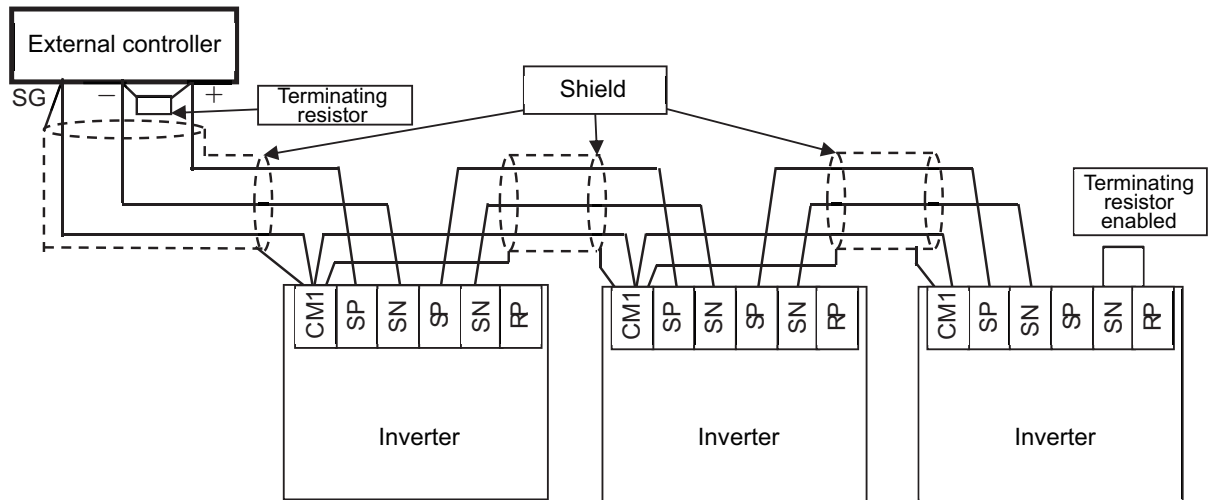 External controller
SG
−
+
Terminating
resistor
Shield
Terminating
resistor
enabled
CM1
SP
SN
SP
SN
RP
CM1
SP
SN
SP
SN
RP
CM1
SP
SN
SP
SN
RP
Inverter
Inverter
Inverter